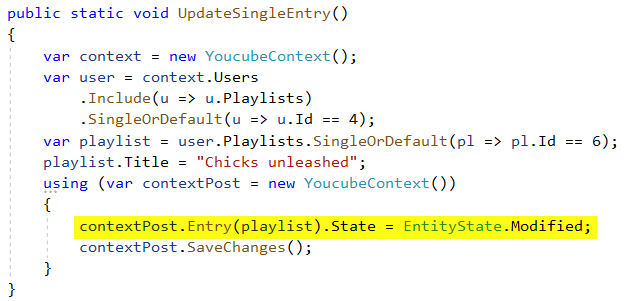 public static void UpdateSingleEntry()
{
    var context = new YoucubeContext();
    var user = context.Users
        .Include(u => u.Playlists)
        .SingleOrDefault(u => u.Id == 4);
    var playlist = user.Playlists.SingleOrDefault(pl => pl.Id == 6);
    playlist.Title = "Chicks unleashed";
    using (var contextPost = new YoucubeContext())
    {
        contextPost.Entry(playlist).State = EntityState.Modified;
        contextPost.SaveChanges();
    }
}